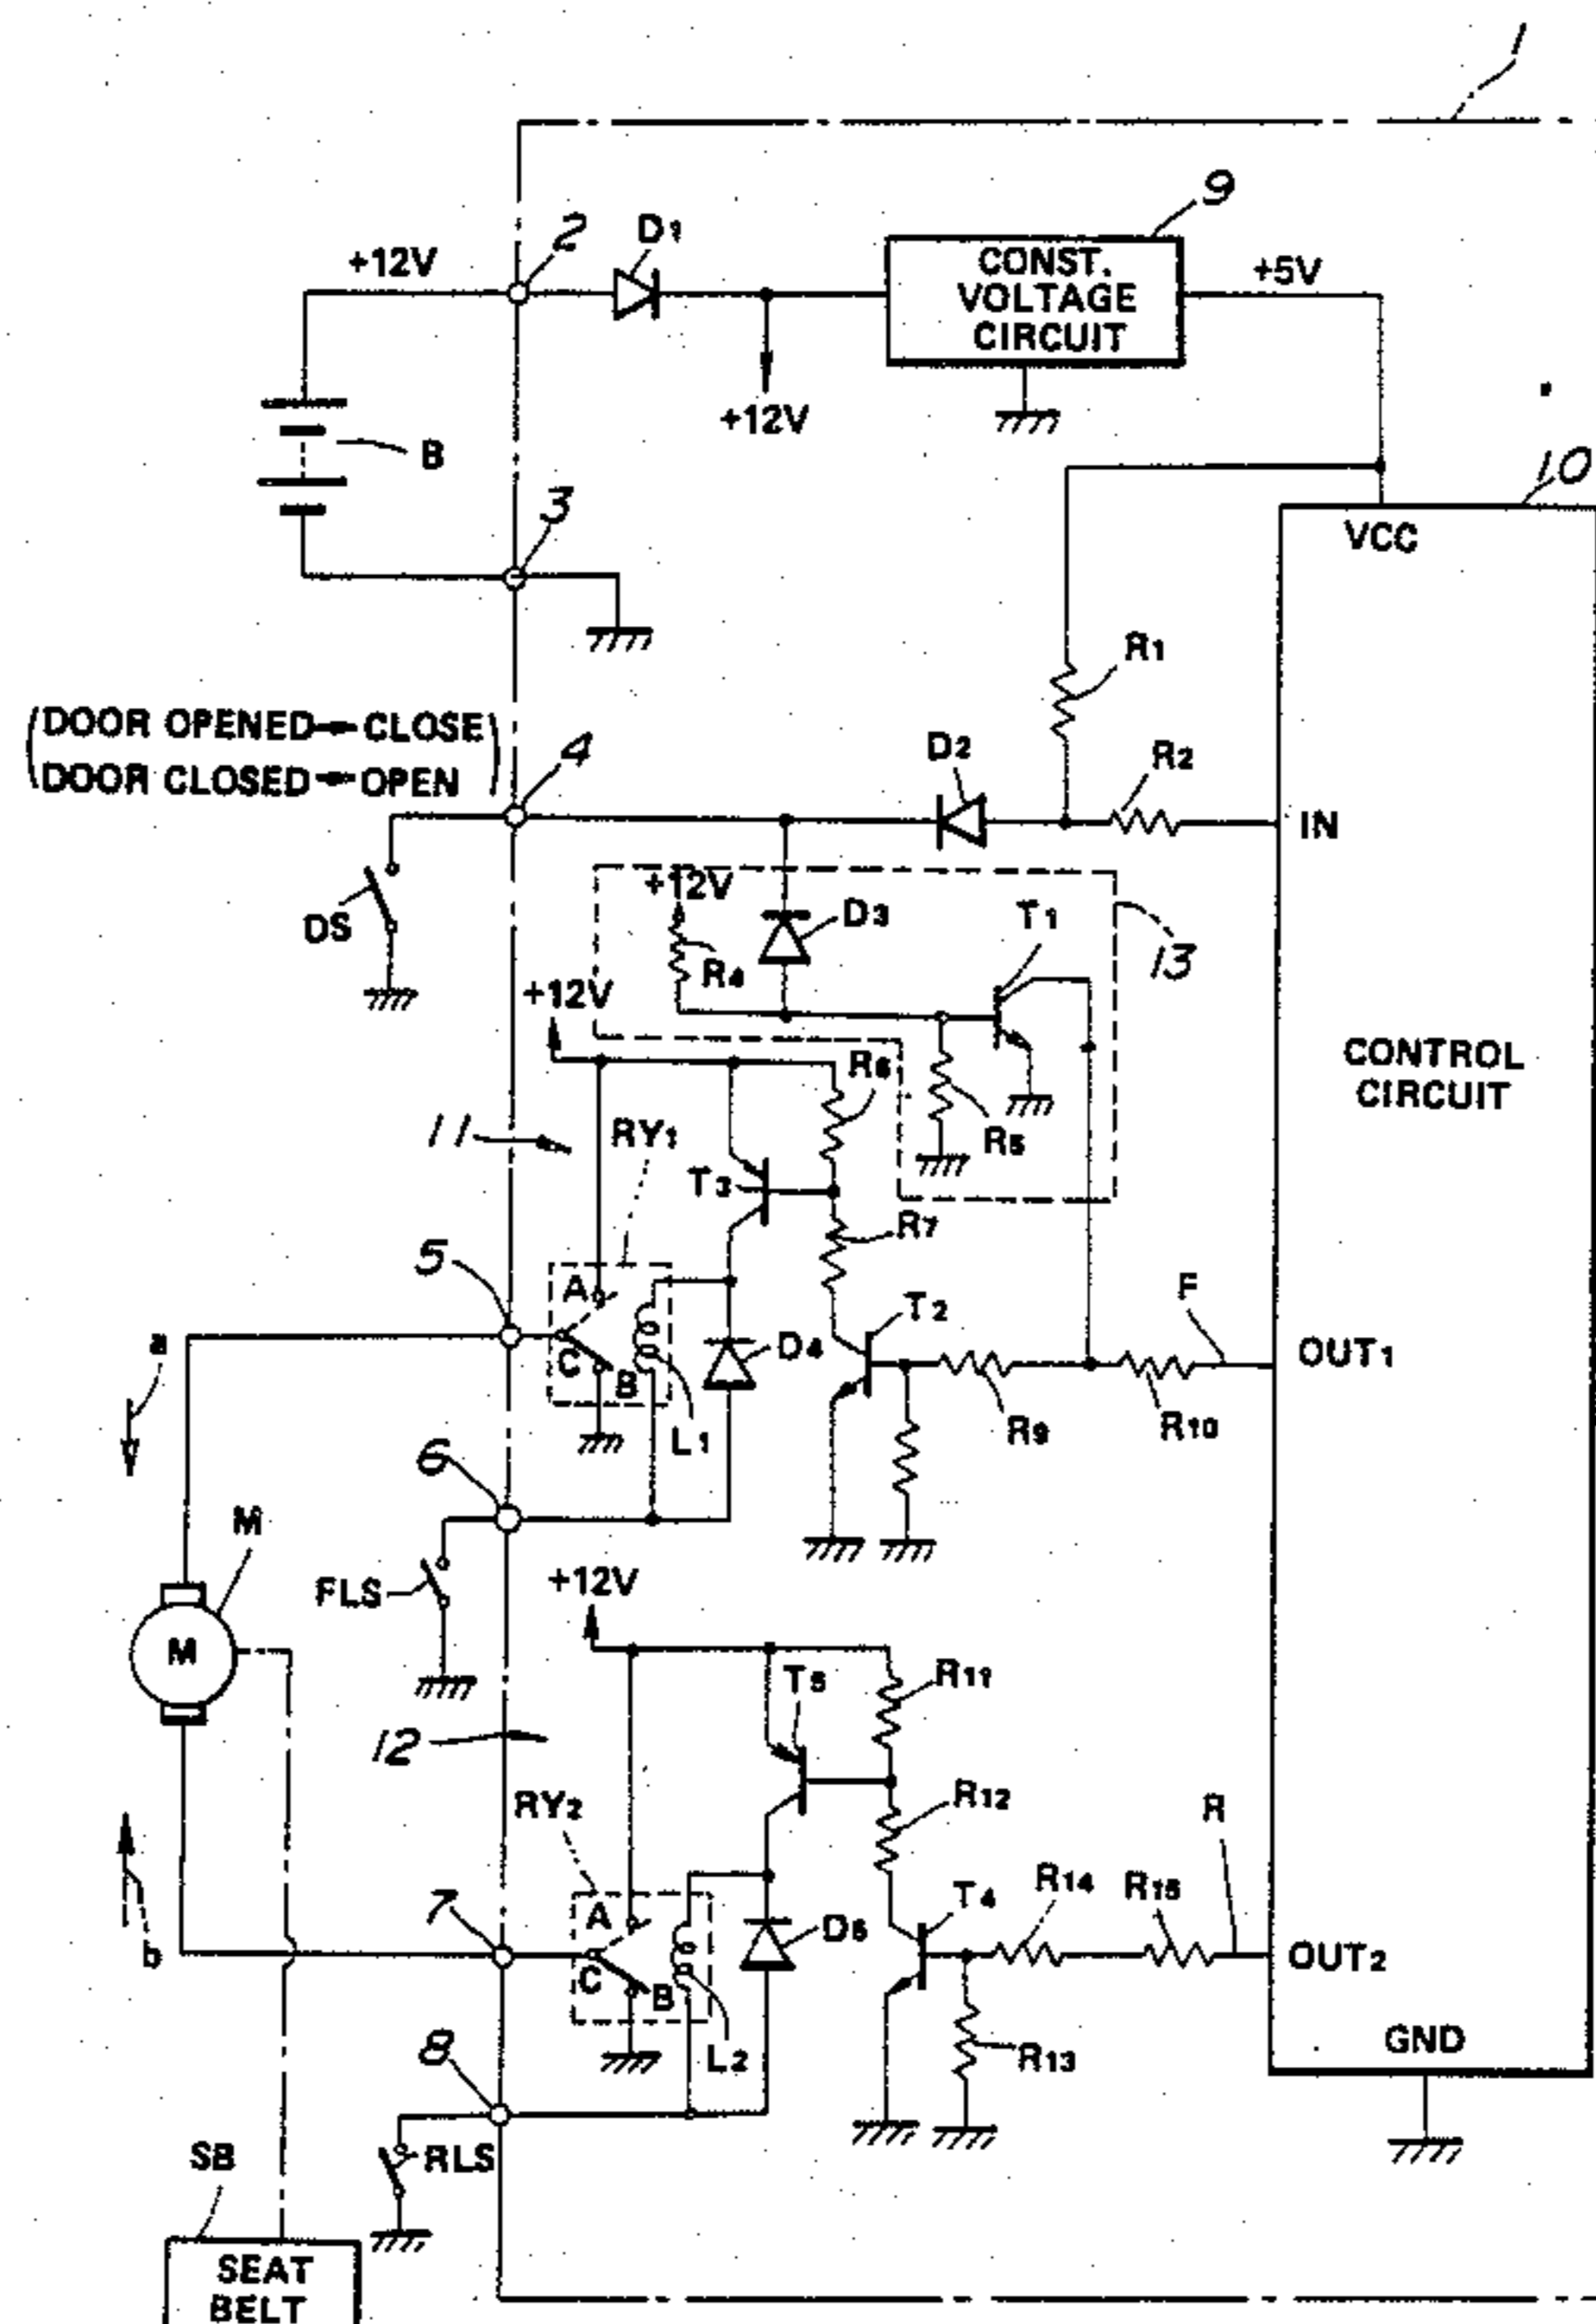 1
9
2
D1
+12V
CONST.
VOLTAGE
CIRCUIT
+5V
+12V
B
10
3
VCC
R1
(DOOR OPENED→CLOSE)
(DOOR CLOSED→OPEN)
4
D2
R2
IN
+12V
D3
T1
DS
R4
13
+12V
CONTROL
CIRCUIT
R6
11
RY1
R5
T3
R7
5
A
F
T2
a
D4
OUT1
C
B
R9
R10
L1
6
M
+12V
FLS
M
R11
T5
12
R12
RY2
R
R14
R15
T4
A
7
D5
b
C
B
OUT2
L2
R13
GND
8
SB
RLS
SEAT
BELT